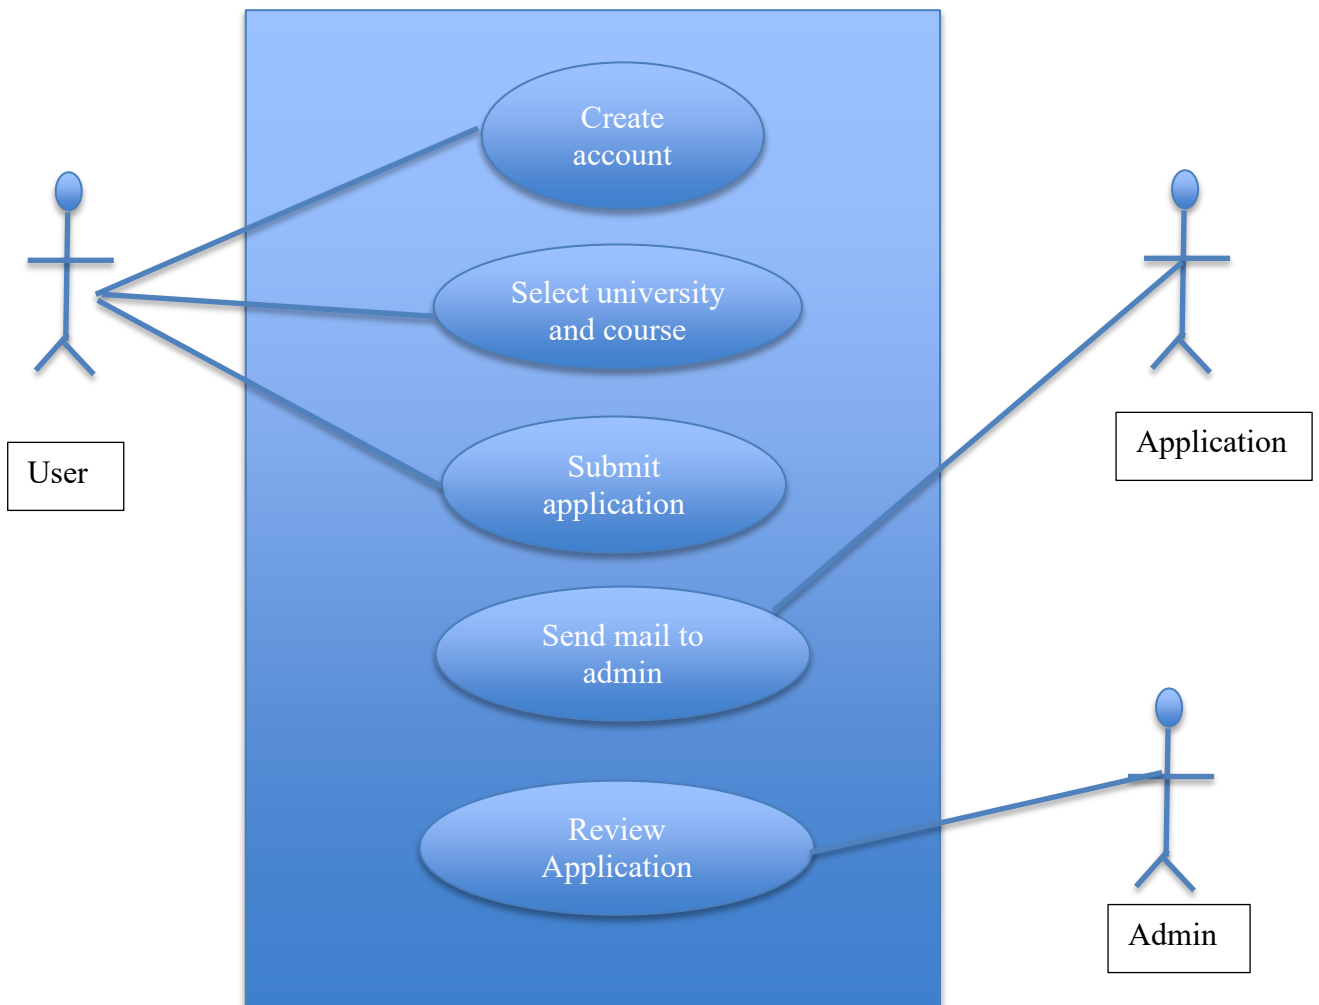 Create
account
Select university
and course
Submit
application
Send mail to
admin
Review
Application
User
Application
Admin